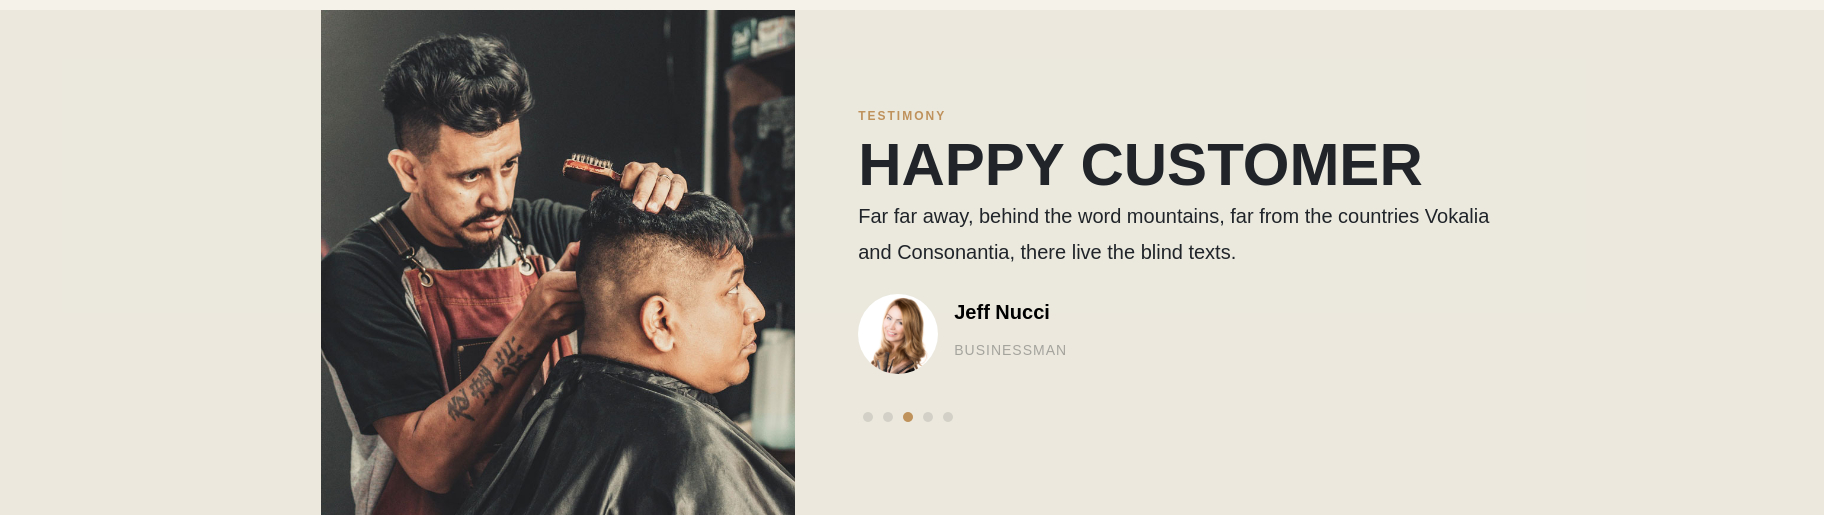 TESTIMONY
HAPPY CUSTOMER
Far far away, behind the word mountains, far from the countries Vokalia
and Consonantia, there live the blind texts.
Jeff Nucci
BUSINESSMAN